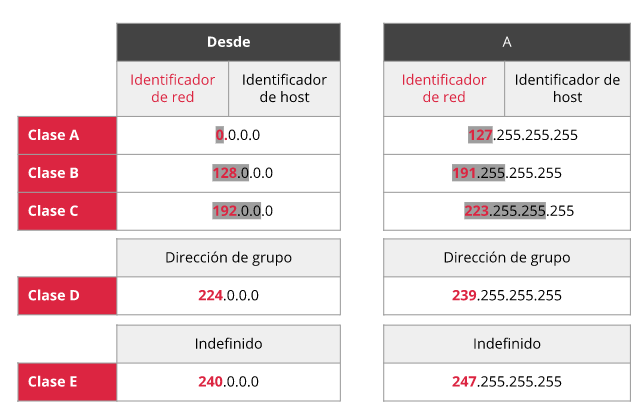 Desde A
Identificador de red Identificador de host Identificador de red Identificador de host
Clase A 0.0.0.0 127.255.255.255
Clase B 128.0.0.0 191.255.255.255
Clase C 192.0.0.0 223.255.255.255
Dirección de grupo Dirección de grupo
Clase D 224.0.0.0 239.255.255.255
Indefinido Indefinido
Clase E 240.0.0.0 247.255.255.255